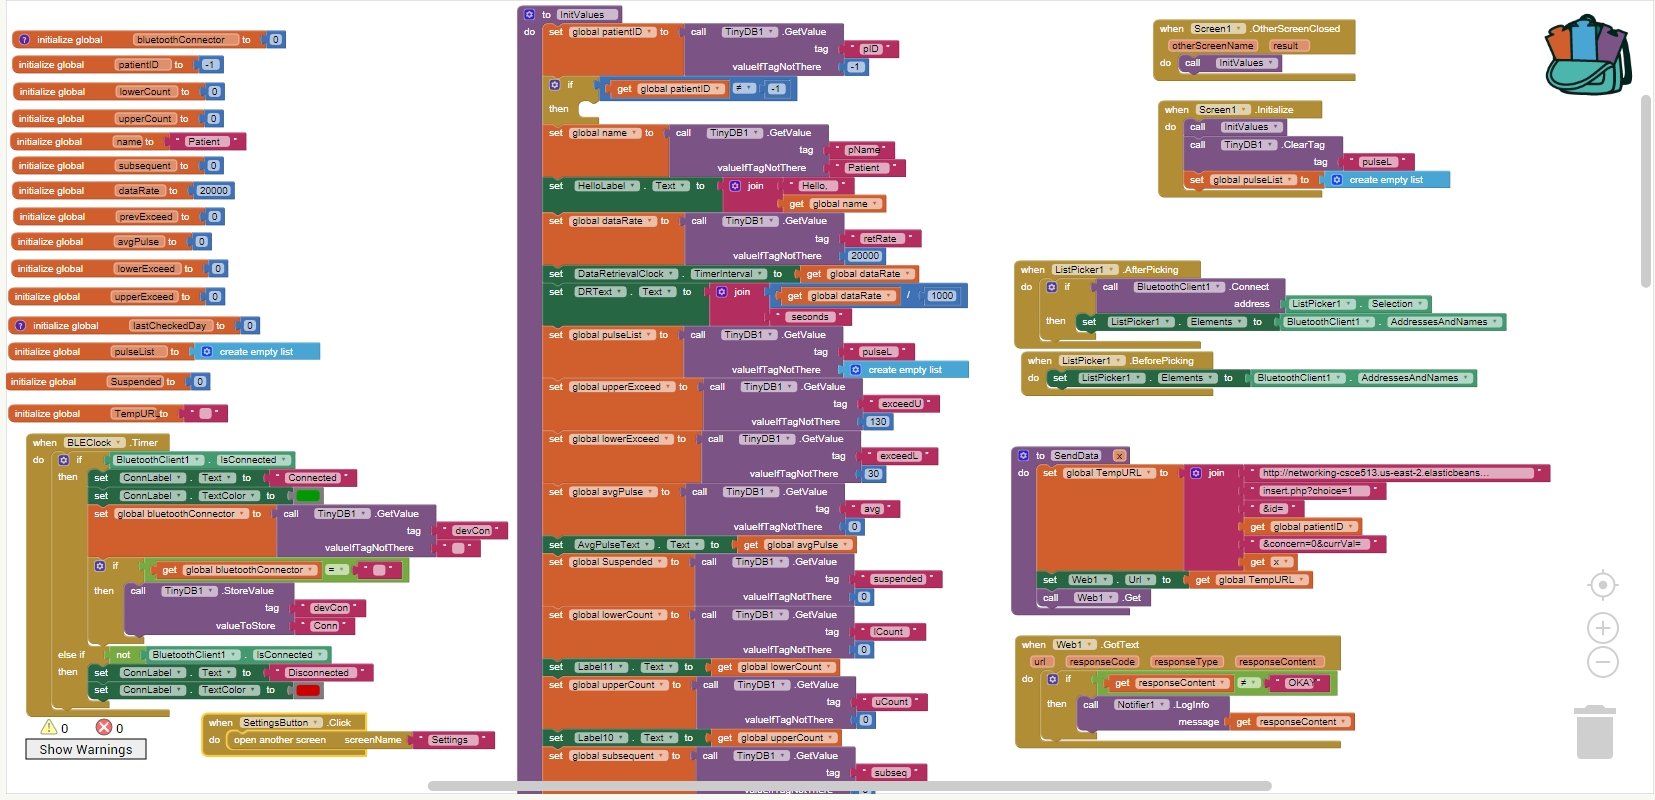 initialize global bluetoothConnector to 0
initialize global patientID to -1
initialize global lowerCount to 0
initialize global upperCount to 0
initialize global name to " Patient "
initialize global subsequent to 0
initialize global dataRate to 20000
initialize global prevExceed to 0
initialize global avgPulse to 0
initialize global lowerExceed to 0
initialize global upperExceed to 0
initialize global lastCheckedDay to 0
initialize global pulseList to create empty list
initialize global Suspended to 0
initialize global TempURL to " "
when BLEClock .Timer
do if BluetoothClient1 . IsConnected
then set ConnLabel . Text to " Connected "
set ConnLabel . TextColor to
set global bluetoothConnector to call TinyDB1 .GetValue
tag " devCon "
valueIfTagNotThere " "
if get global bluetoothConnector = " "
then call TinyDB1 .StoreValue
tag " devCon "
valueToStore " Conn "
else if not BluetoothClient1 . IsConnected
then set ConnLabel . Text to " Disconnected "
set ConnLabel . TextColor to
0 0
Show Warnings
when SettingsButton .Click
do open another screen screenName " Settings "
to InitValues
do set global patientID to call TinyDB1 .GetValue
tag " pID "
valueIfTagNotThere -1
if get global patientID ≠ -1
then
set global name to call TinyDB1 .GetValue
tag " pName "
valueIfTagNotThere " Patient "
set HelloLabel . Text to join " Hello, "
get global name
set global dataRate to call TinyDB1 .GetValue
tag " retRate "
valueIfTagNotThere 20000
set DataRetrievalClock . TimerInterval to get global dataRate
set DRText . Text to join get global dataRate / 1000
" seconds "
set global pulseList to call TinyDB1 .GetValue
tag " pulseL "
valueIfTagNotThere create empty list
set global upperExceed to call TinyDB1 .GetValue
tag " exceedU "
valueIfTagNotThere 130
set global lowerExceed to call TinyDB1 .GetValue
tag " exceedL "
valueIfTagNotThere 30
set global avgPulse to call TinyDB1 .GetValue
tag " avg "
valueIfTagNotThere 0
set AvgPulseText . Text to get global avgPulse
set global Suspended to call TinyDB1 .GetValue
tag " suspended "
valueIfTagNotThere 0
set global lowerCount to call TinyDB1 .GetValue
tag " lCount "
valueIfTagNotThere 0
set Label11 . Text to get global lowerCount
set global upperCount to call TinyDB1 .GetValue
tag " uCount "
valueIfTagNotThere 0
set Label10 . Text to get global upperCount
set global subsequent to call TinyDB1 .GetValue
tag " subseq "
when Screen1 .OtherScreenClosed
otherScreenName result
do call InitValues
when Screen1 .Initialize
do call InitValues
call TinyDB1 .ClearTag
tag " pulseL "
set global pulseList to create empty list
when ListPicker1 .AfterPicking
do if call BluetoothClient1 .Connect
address ListPicker1 . Selection
then set ListPicker1 . Elements to BluetoothClient1 . AddressesAndNames
when ListPicker1 .BeforePicking
do set ListPicker1 . Elements to BluetoothClient1 . AddressesAndNames
to SendData x
do set global TempURL to join " http://networking-csce513.us-east-2.elasticbeans... "
" insert.php?choice=1 "
" &id= "
get global patientID
" &concern=0&currVal= "
get x
set Web1 . Url to get global TempURL
call Web1 .Get
when Web1 .GotText
url responseCode responseType responseContent
do if get responseContent ≠ " OKAY "
then call Notifier1 .LogInfo
message get responseContent